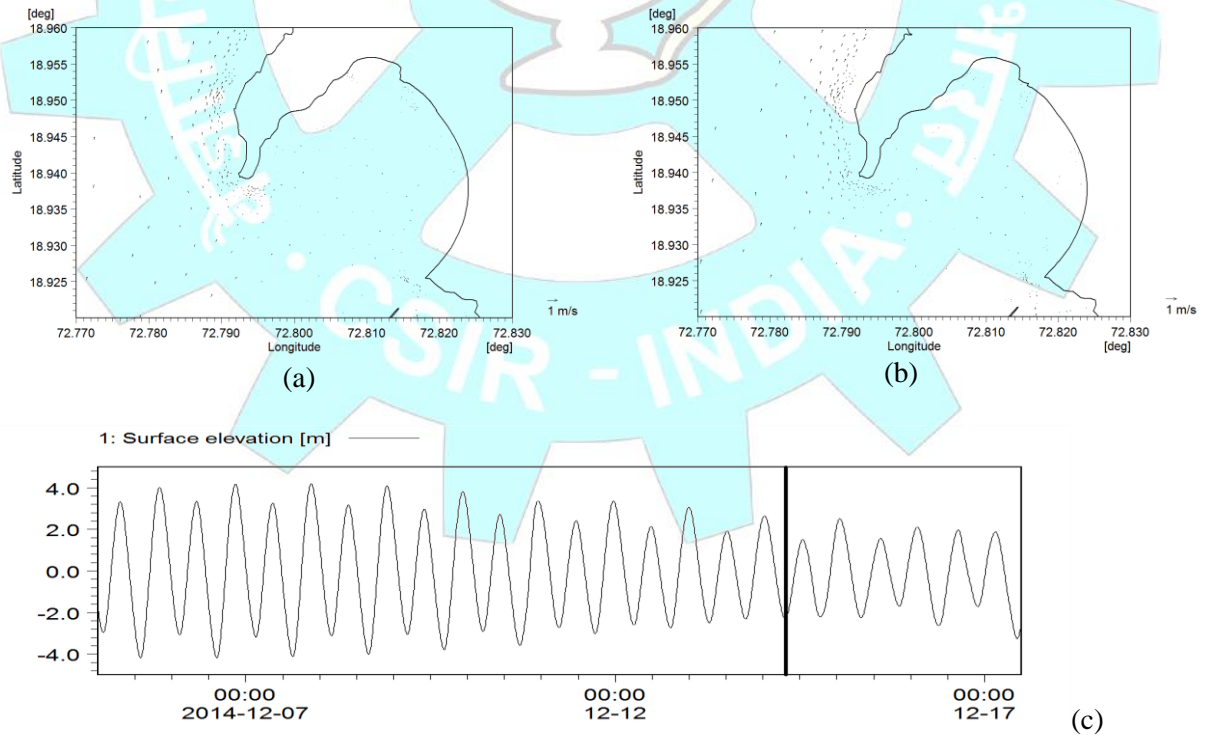 [deg]
18.960
18.955
18.950
18.945
18.940
18.935
18.930
18.925
Latitude
72.770 72.780 72.790 72.800 72.810 72.820 72.830
Longitude
[deg]
1 m/s
(a)
[deg]
18.960
18.955
18.950
18.945
18.940
18.935
18.930
18.925
Latitude
72.770 72.780 72.790 72.800 72.810 72.820 72.830
Longitude
[deg]
1 m/s
(b)
CSIR - INDIA
1: Surface elevation [m]
4.0
2.0
0.0
-2.0
-4.0
00:00 00:00 00:00
2014-12-07 12-12 12-17
(c)